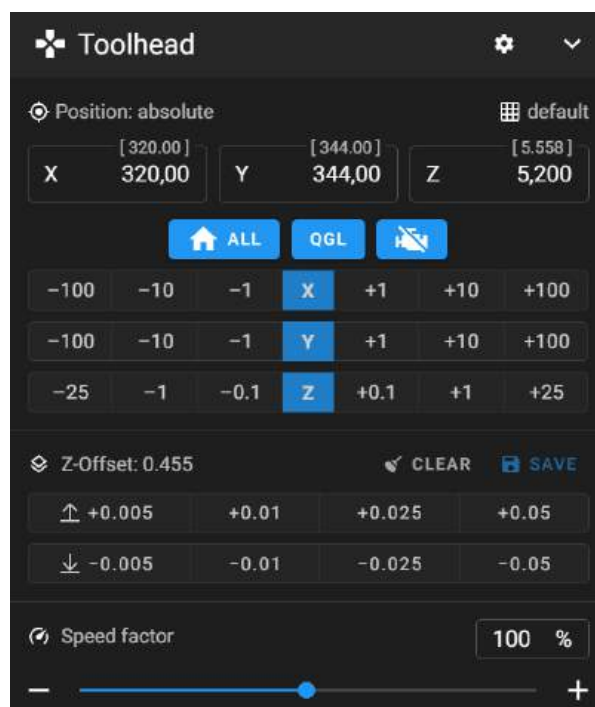 Toolhead
Position: absolute default
[320.00] [344.00] [5.558]
X 320,00 Y 344,00 Z 5,200
ALL QGL
−100 −10 −1 X +1 +10 +100
−100 −10 −1 Y +1 +10 +100
−25 −1 −0.1 Z +0.1 +1 +25
Z-Offset: 0.455 CLEAR SAVE
+0.005 +0.01 +0.025 +0.05
−0.005 −0.01 −0.025 −0.05
Speed factor 100 %
− +